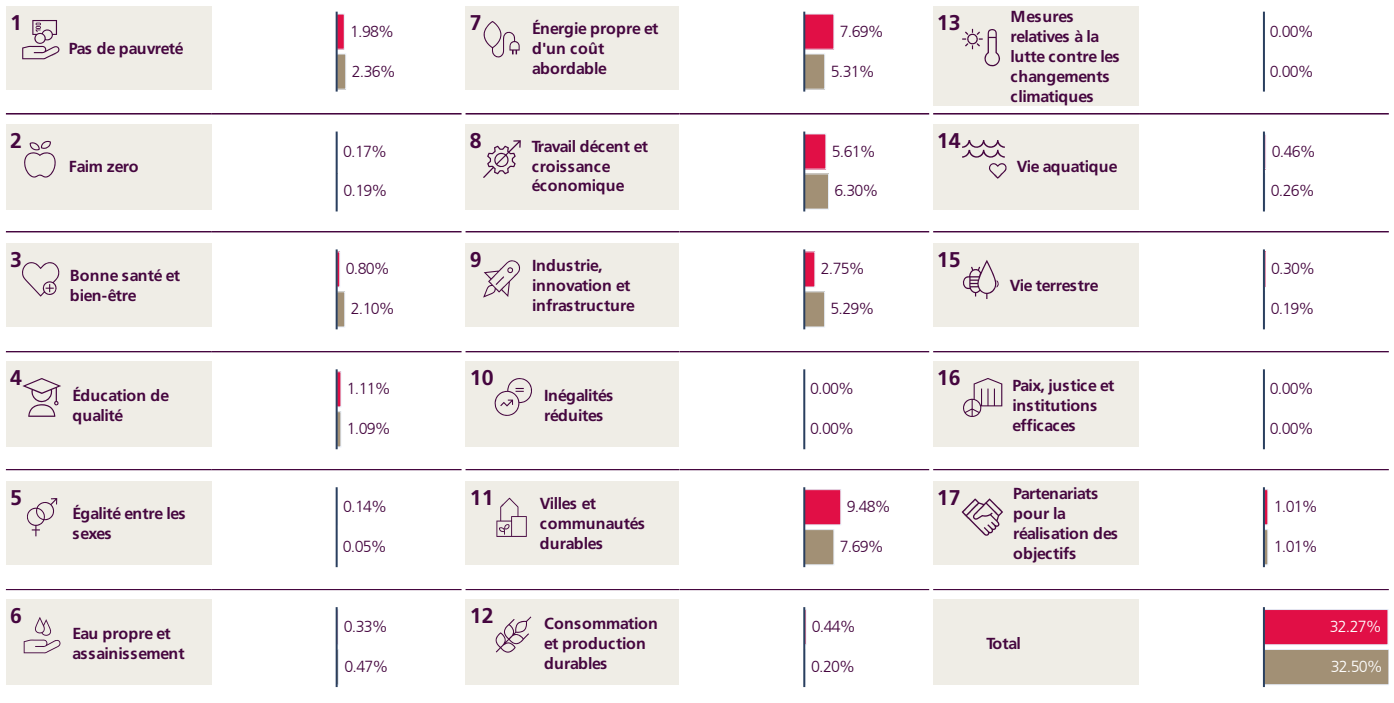 1
Pas de pauvreté
1.98%
2.36%
2
Faim zero
0.17%
0.19%
3
Bonne santé et
bien-être
0.80%
2.10%
4
Éducation de
qualité
1.11%
1.09%
5
Égalité entre les
sexes
0.14%
0.05%
6
Eau propre et
assainissement
0.33%
0.47%
7
Énergie propre et
d'un coût
abordable
7.69%
5.31%
8
Travail décent et
croissance
économique
5.61%
6.30%
9
Industrie,
innovation et
infrastructure
2.75%
5.29%
10
Inégalités
réduites
0.00%
0.00%
11
Villes et
communautés
durables
9.48%
7.69%
12
Consommation
et production
durables
0.44%
0.20%
13
Mesures
relatives à la
lutte contre les
changements
climatiques
0.00%
0.00%
14
Vie aquatique
0.46%
0.26%
15
Vie terrestre
0.30%
0.19%
16
Paix, justice et
institutions
efficaces
0.00%
0.00%
17
Partenariats
pour la
réalisation des
objectifs
1.01%
1.01%
Total
32.27%
32.50%